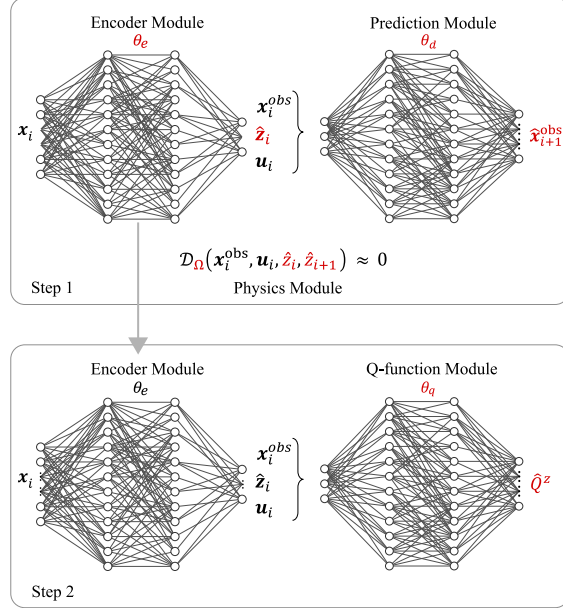 Encoder Module
θ_e
Prediction Module
θ_d
x_i
x_i^{obs}
ẑ_i
u_i
x̂_{i+1}^{obs}
𝒟_Ω(x_i^{obs}, u_i, ẑ_i, ẑ_{i+1}) ≈ 0
Step 1
Physics Module
Encoder Module
θ_e
Q-function Module
θ_q
x_i
x_i^{obs}
ẑ_i
u_i
Q̂^z
Step 2